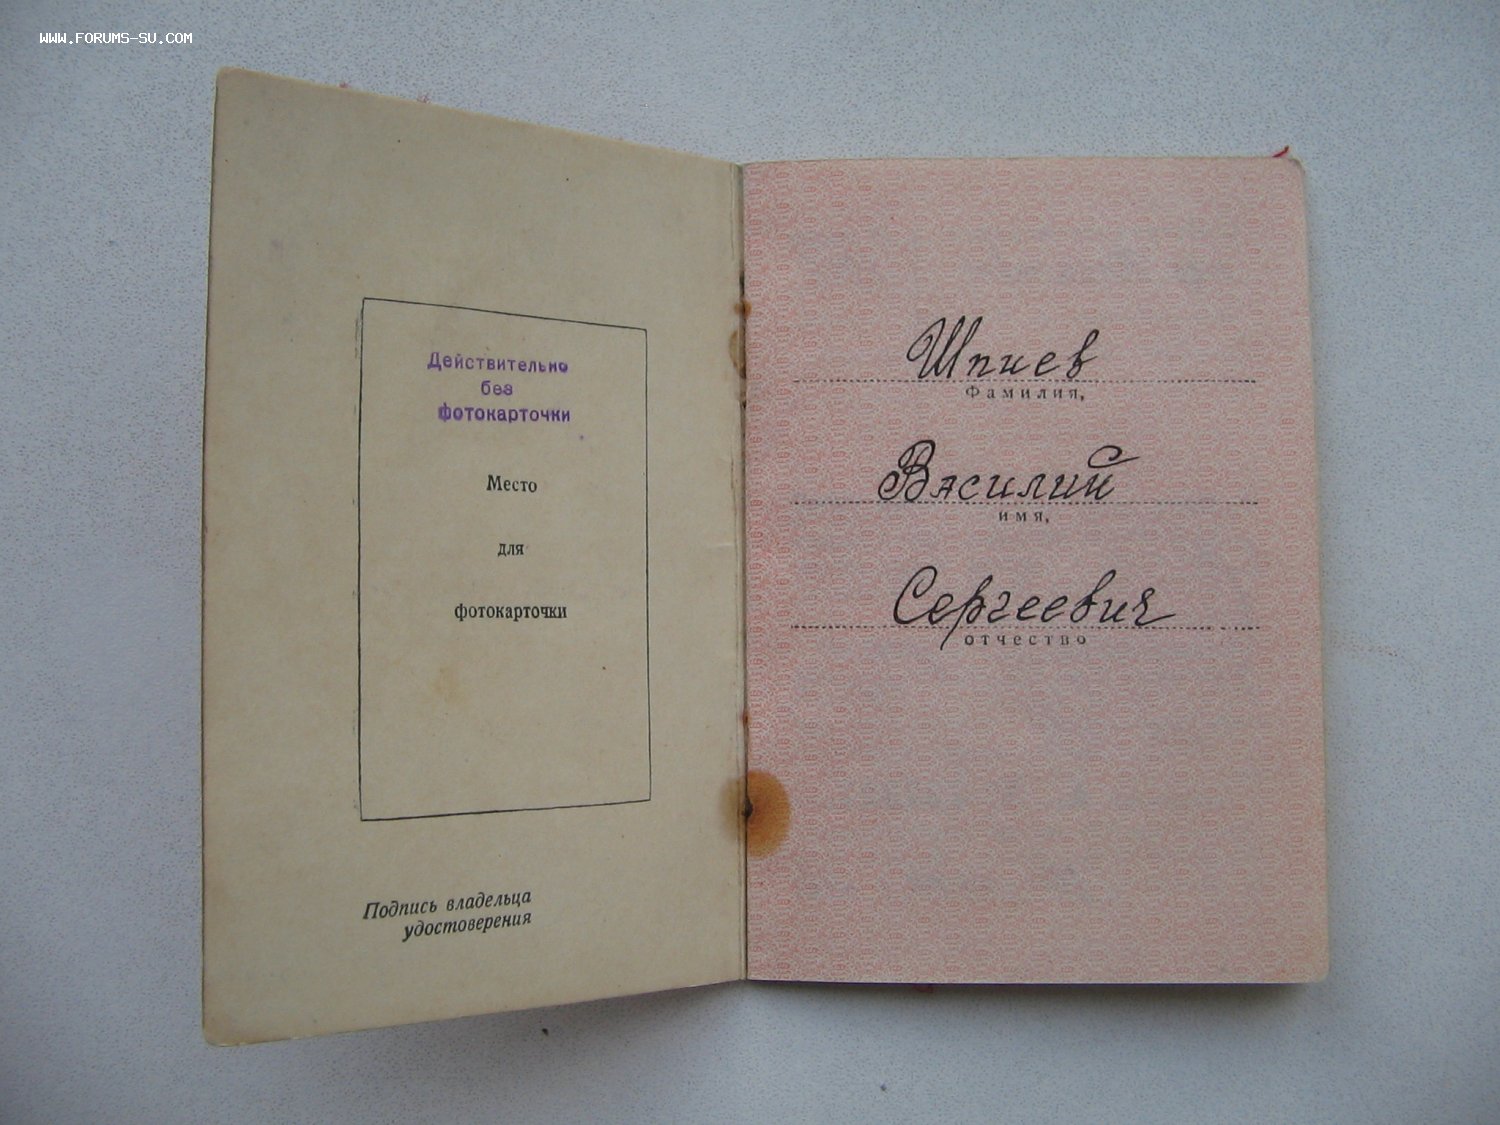 WWW.FORUMS-SU.COM
Действительно
без
фотокарточки
Место
для
фотокарточки
Подпись владельца
удостоверения
Шпиев
Фамилия,
Василий
имя,
Сергеевич
отчество